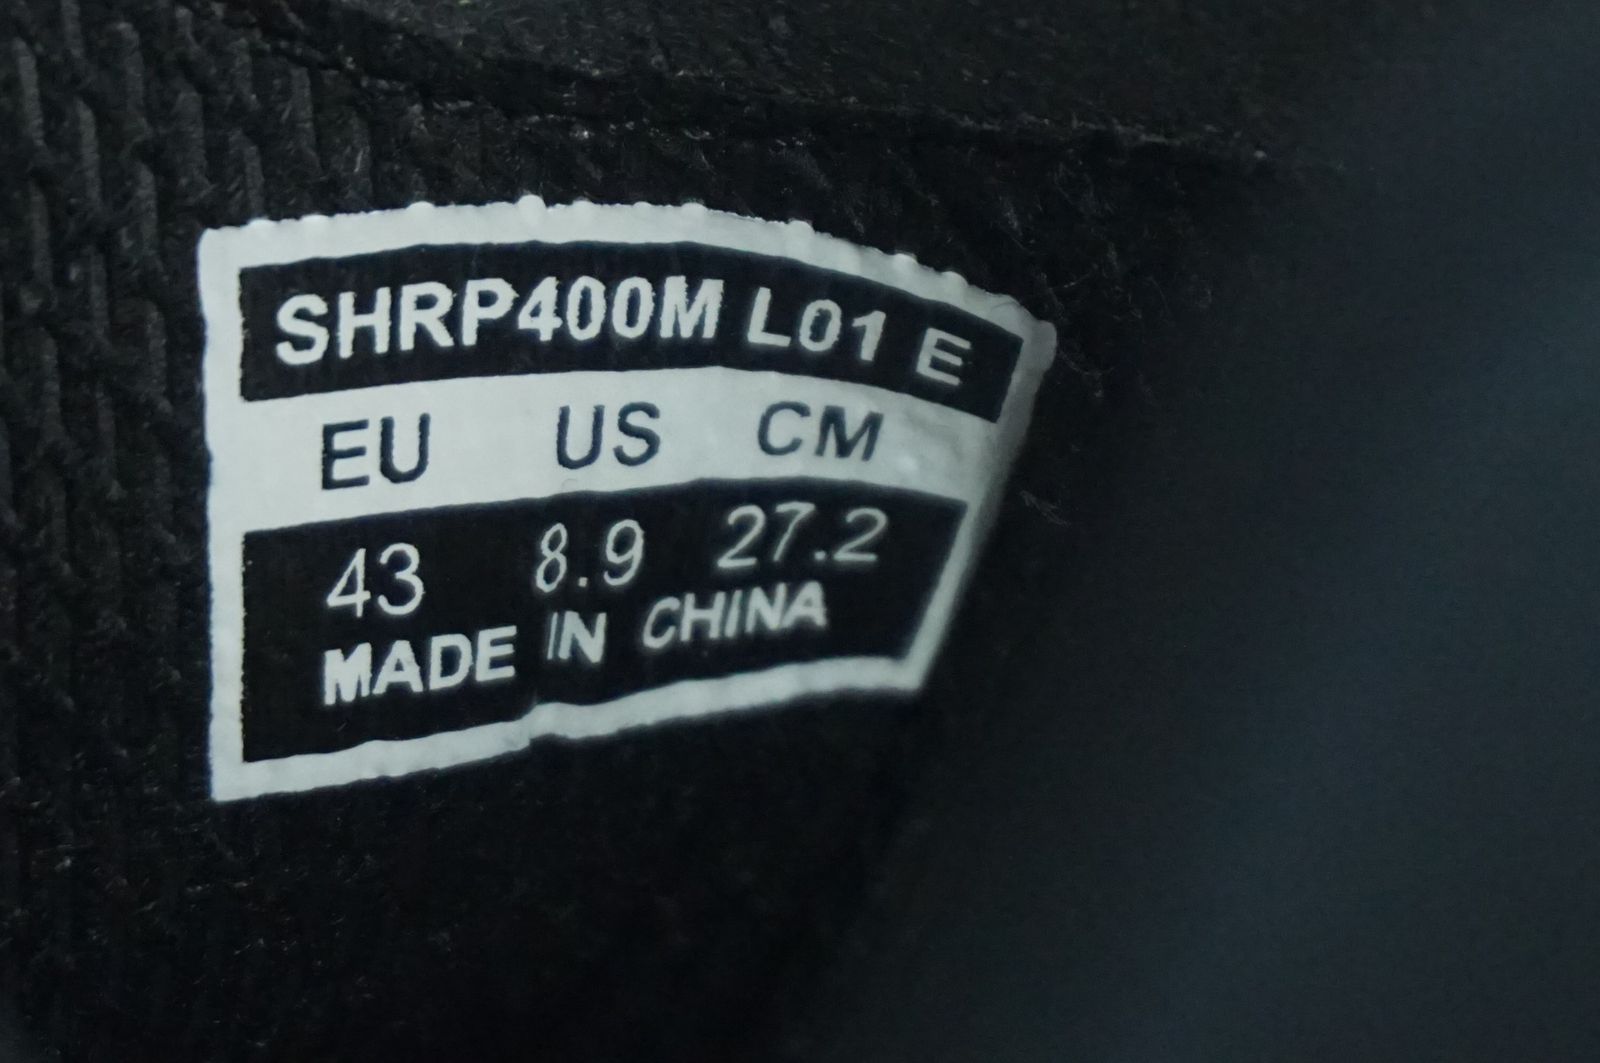 SHRP400M L01 E
EU US CM
43 8.9 27.2
MADE IN CHINA